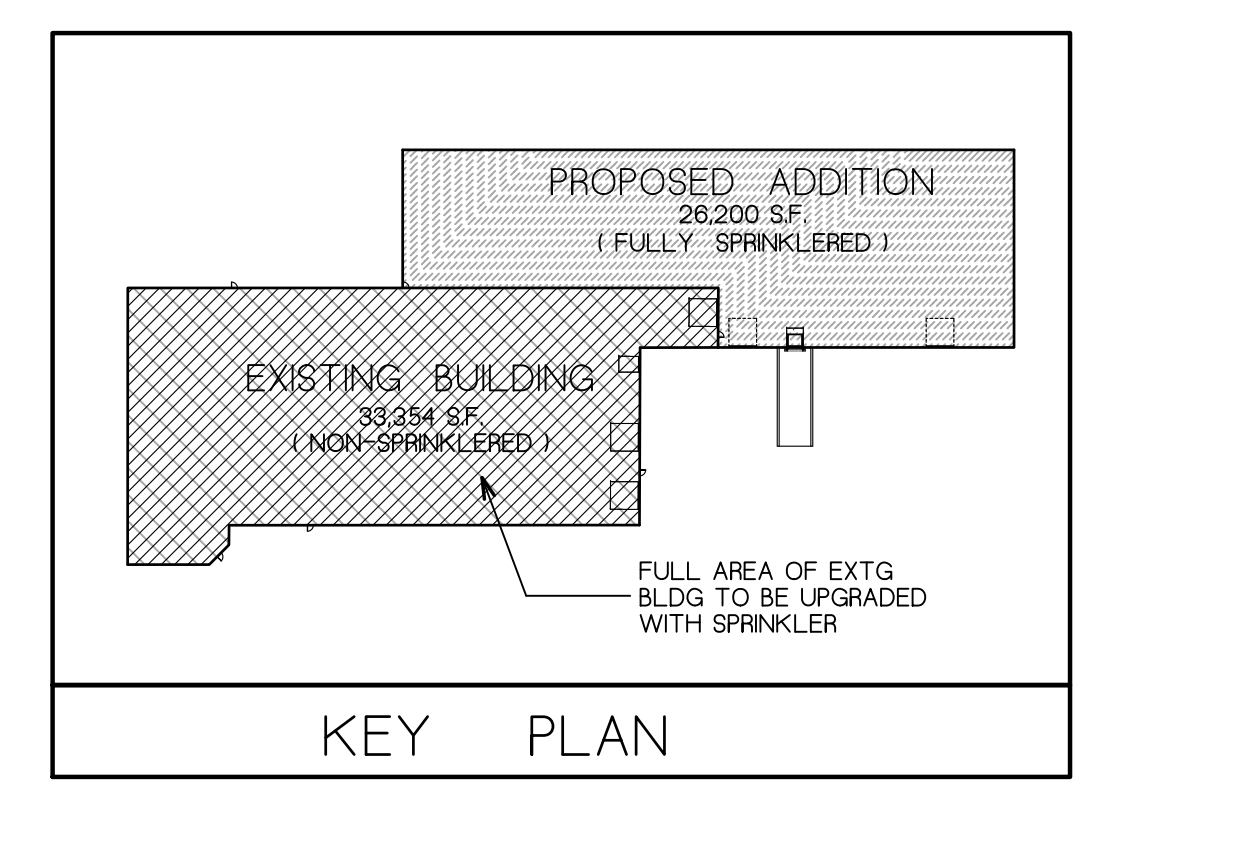 PROPOSED ADDITION
26,200 S.F.
( FULLY SPRINKLERED )
EXISTING BUILDING
33,354 S.F.
( NON-SPRINKLERED )
FULL AREA OF EXTG
BLDG TO BE UPGRADED
WITH SPRINKLER
KEY PLAN